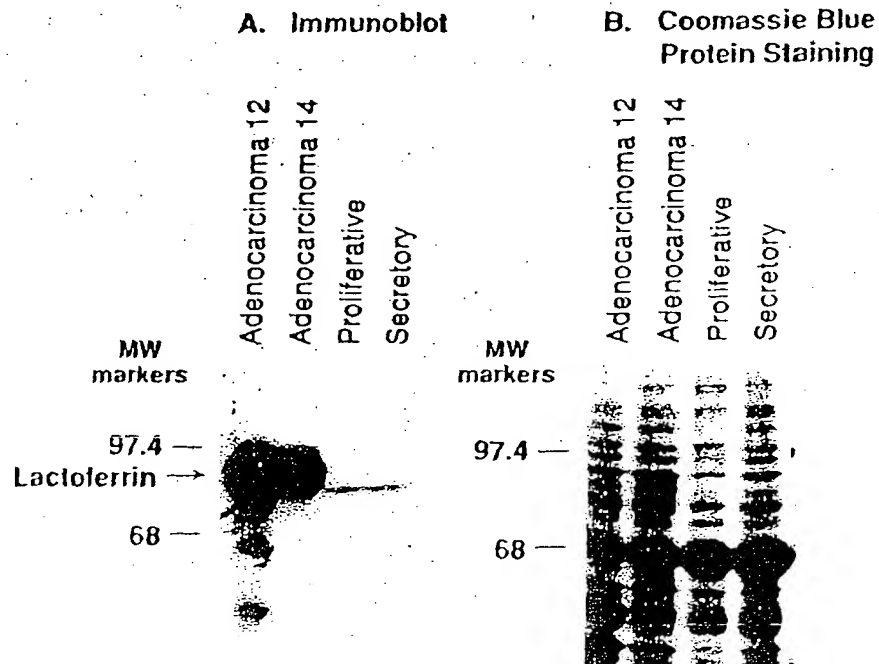 A. Immunoblot
Adenocarcinoma 12
Adenocarcinoma 14
Proliferative
Secretory
MW
markers
97.4
Lactoferrin
68
B. Coomassie Blue
Protein Staining
Adenocarcinoma 12
Adenocarcinoma 14
Proliferative
Secretory
MW
markers
97.4
68